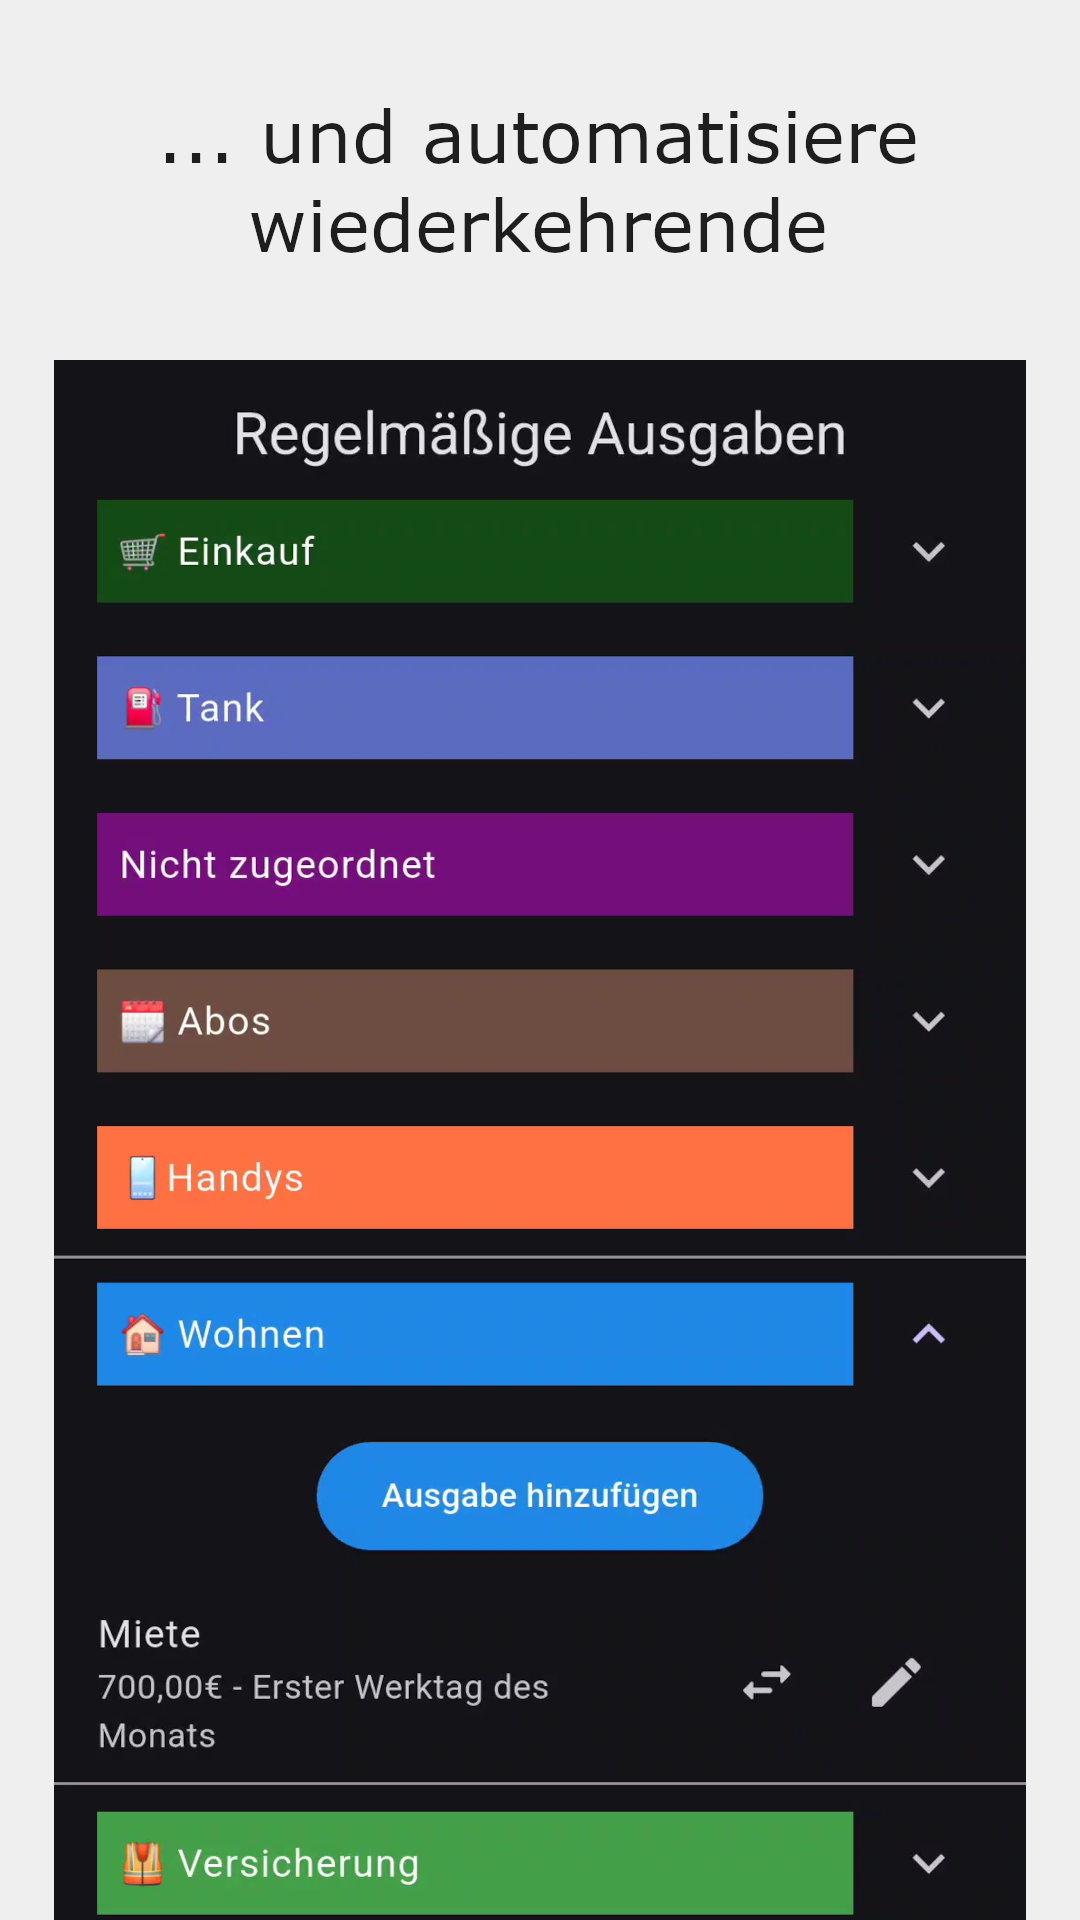 ... und automatisiere
wiederkehrende
Regelmäßige Ausgaben
Einkauf
Tank
Nicht zugeordnet
Abos
Handys
Wohnen
Ausgabe hinzufügen
Miete
700,00€ - Erster Werktag des
Monats
Versicherung